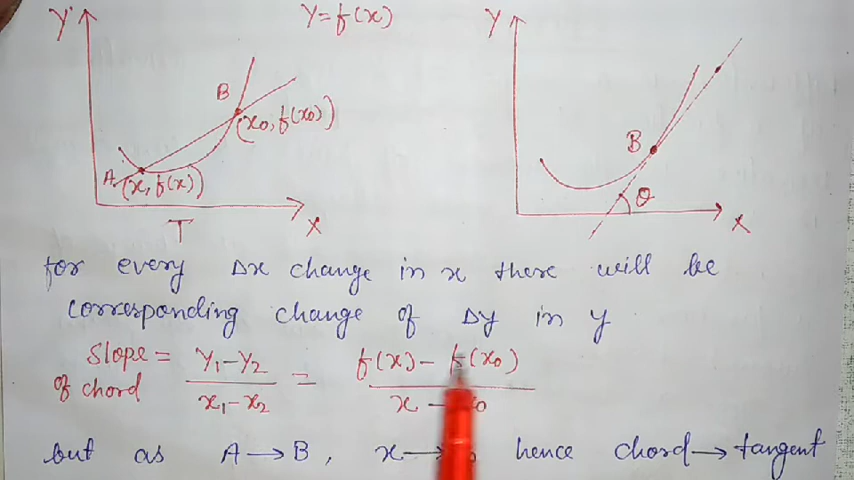 Y=f(x)
Y
B
(x₀, f(x₀))
A
(x, f(x))
T
X
Y
B
θ
X
for every Δx change in x there will be
corresponding change of Δy in y
Slope = y₁-y₂ = f(x) - f(x₀)
of chord x₁-x₂ x -
but as A → B, x → hence chord → tangent